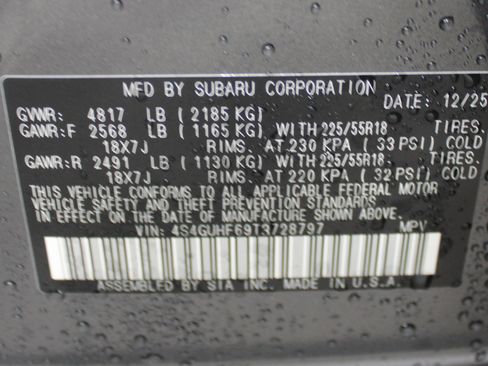 MFD BY SUBARU CORPORATION
DATE: 12/25
GVWR: 4817 LB ( 2185 KG)
GAWR:F 2568 LB ( 1165 KG) WITH 225/55R18 TIRES,
18X7J RIMS, AT 230 KPA ( 33 PSI) COLD
GAWR:R 2491 LB ( 1130 KG) WITH 225/55R18 TIRES,
18X7J RIMS, AT 220 KPA ( 32 PSI) COLD
THIS VEHICLE CONFORMS TO ALL APPLICABLE FEDERAL MOTOR
VEHICLE SAFETY AND THEFT PREVENTION STANDARDS
IN EFFECT ON THE DATE OF MANUFACTURE SHOWN ABOVE.
VIN: 4S4GUHF69T3728797 MPV
ASSEMBLED BY SIA INC. MADE IN U.S.A.